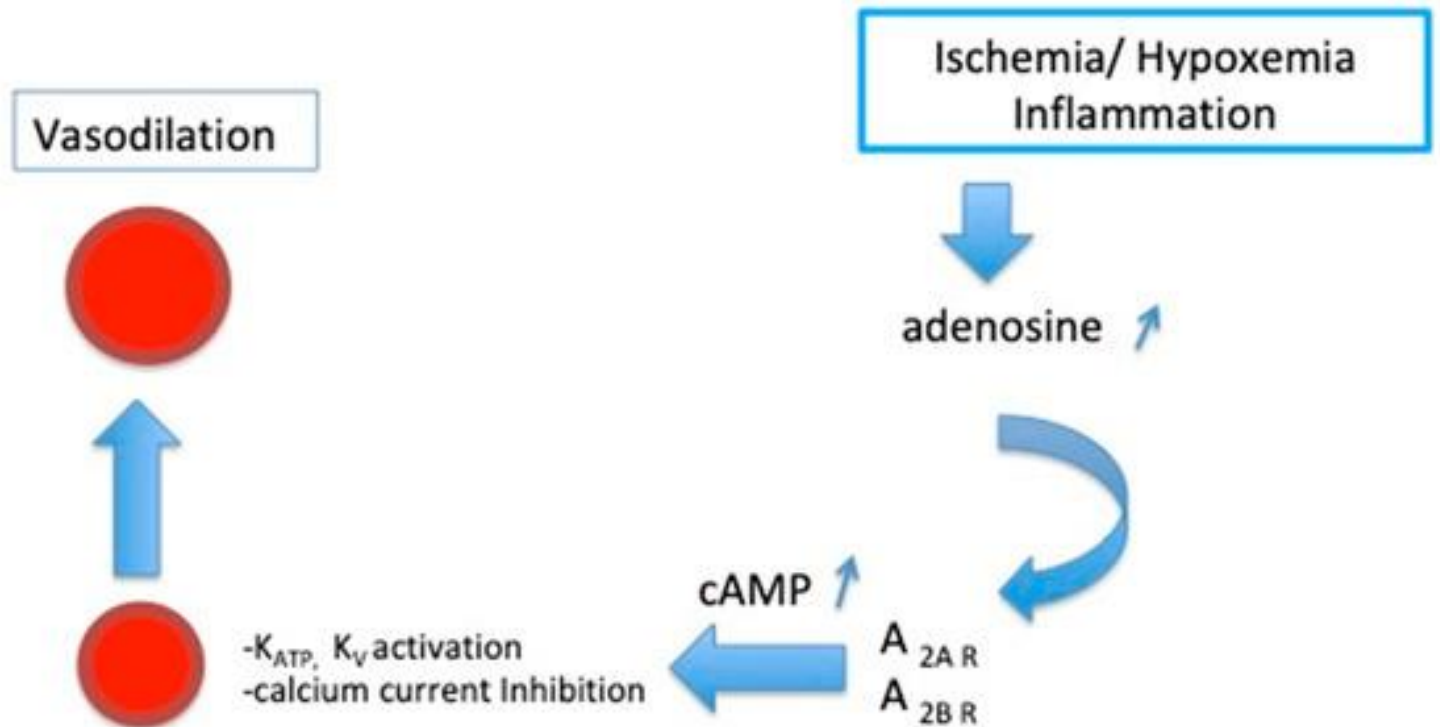 Ischemia/ Hypoxemia
Inflammation
Vasodilation
adenosine
cAMP
A 2A R
A 2B R
-KATP, KV activation
-calcium current Inhibition